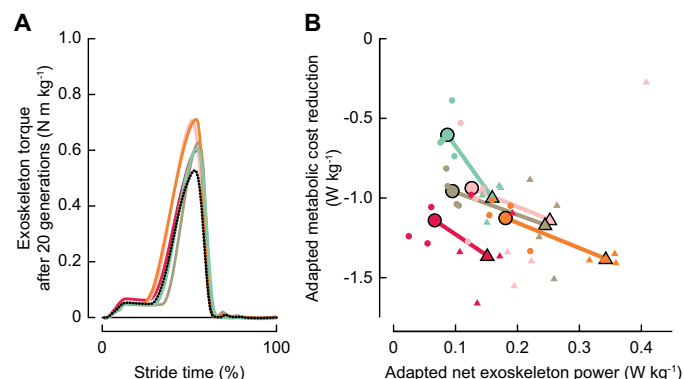 A
Exoskeleton torque
after 20 generations (N m kg⁻¹)
1.0
0.8
0.6
0.4
0.2
0
0
100
Stride time (%)
B
Adapted metabolic cost reduction
(W kg⁻¹)
0
-0.5
-1.0
-1.5
0
0.1
0.2
0.3
0.4
Adapted net exoskeleton power (W kg⁻¹)